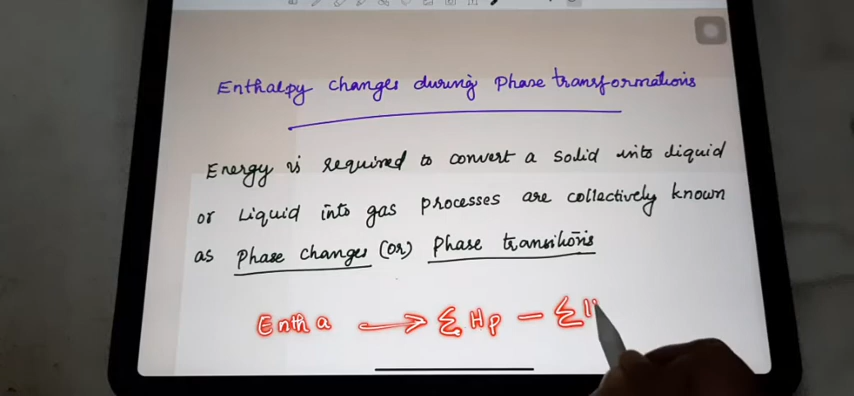 Enthalpy changes during Phase transformations
Energy is required to convert a solid into liquid
or Liquid into gas processes are collectively known
as Phase changes (or) Phase transitions
Entha → ΣHp - Σ